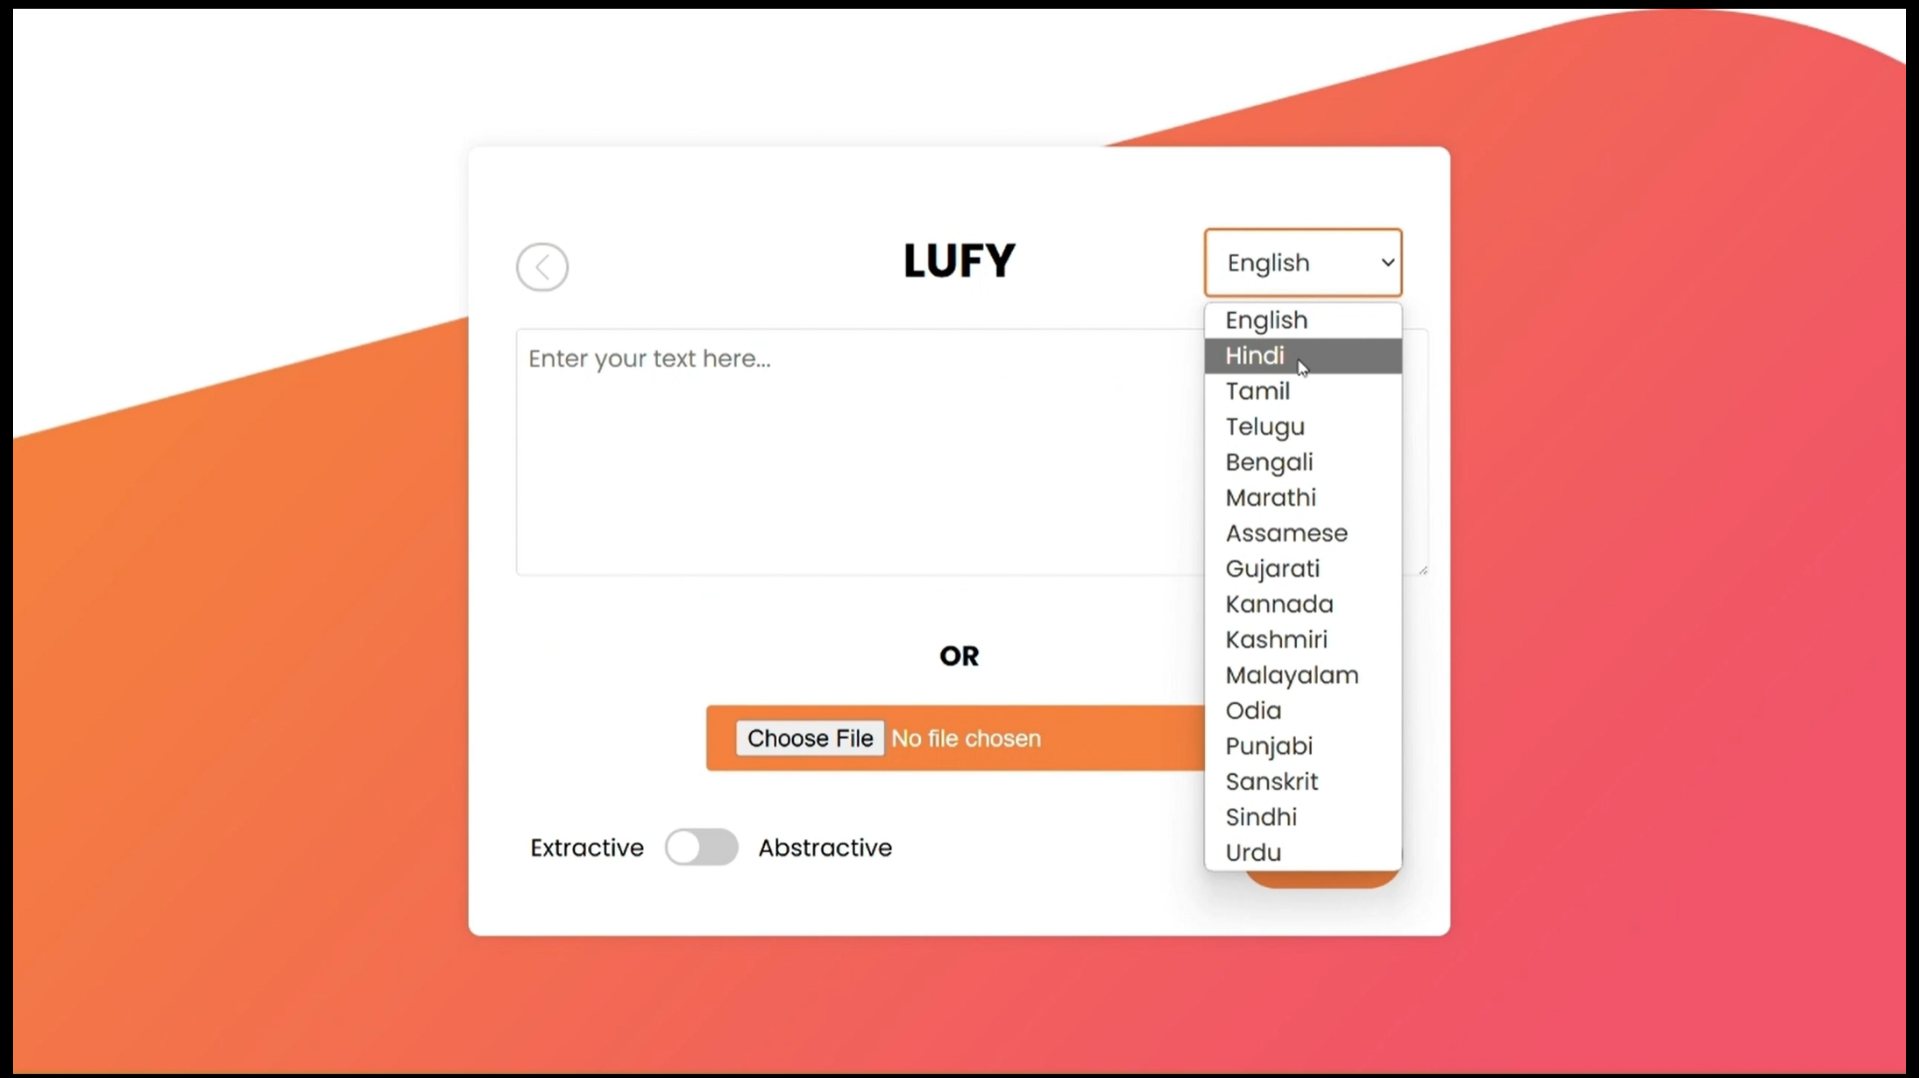 LUFY
English
Enter your text here...
English
Hindi
Tamil
Telugu
Bengali
Marathi
Assamese
Gujarati
Kannada
Kashmiri
Malayalam
Odia
Punjabi
Sanskrit
Sindhi
Urdu
OR
Choose File No file chosen
Extractive Abstractive